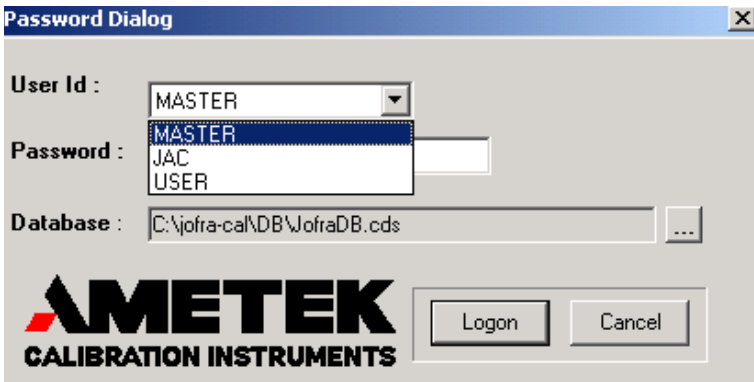 Password Dialog
User Id :
MASTER
MASTER
JAC
USER
Password :
Database :
C:\jofra-cal\DB\JofraDB.cds
...
AMETEK
CALIBRATION INSTRUMENTS
Logon
Cancel